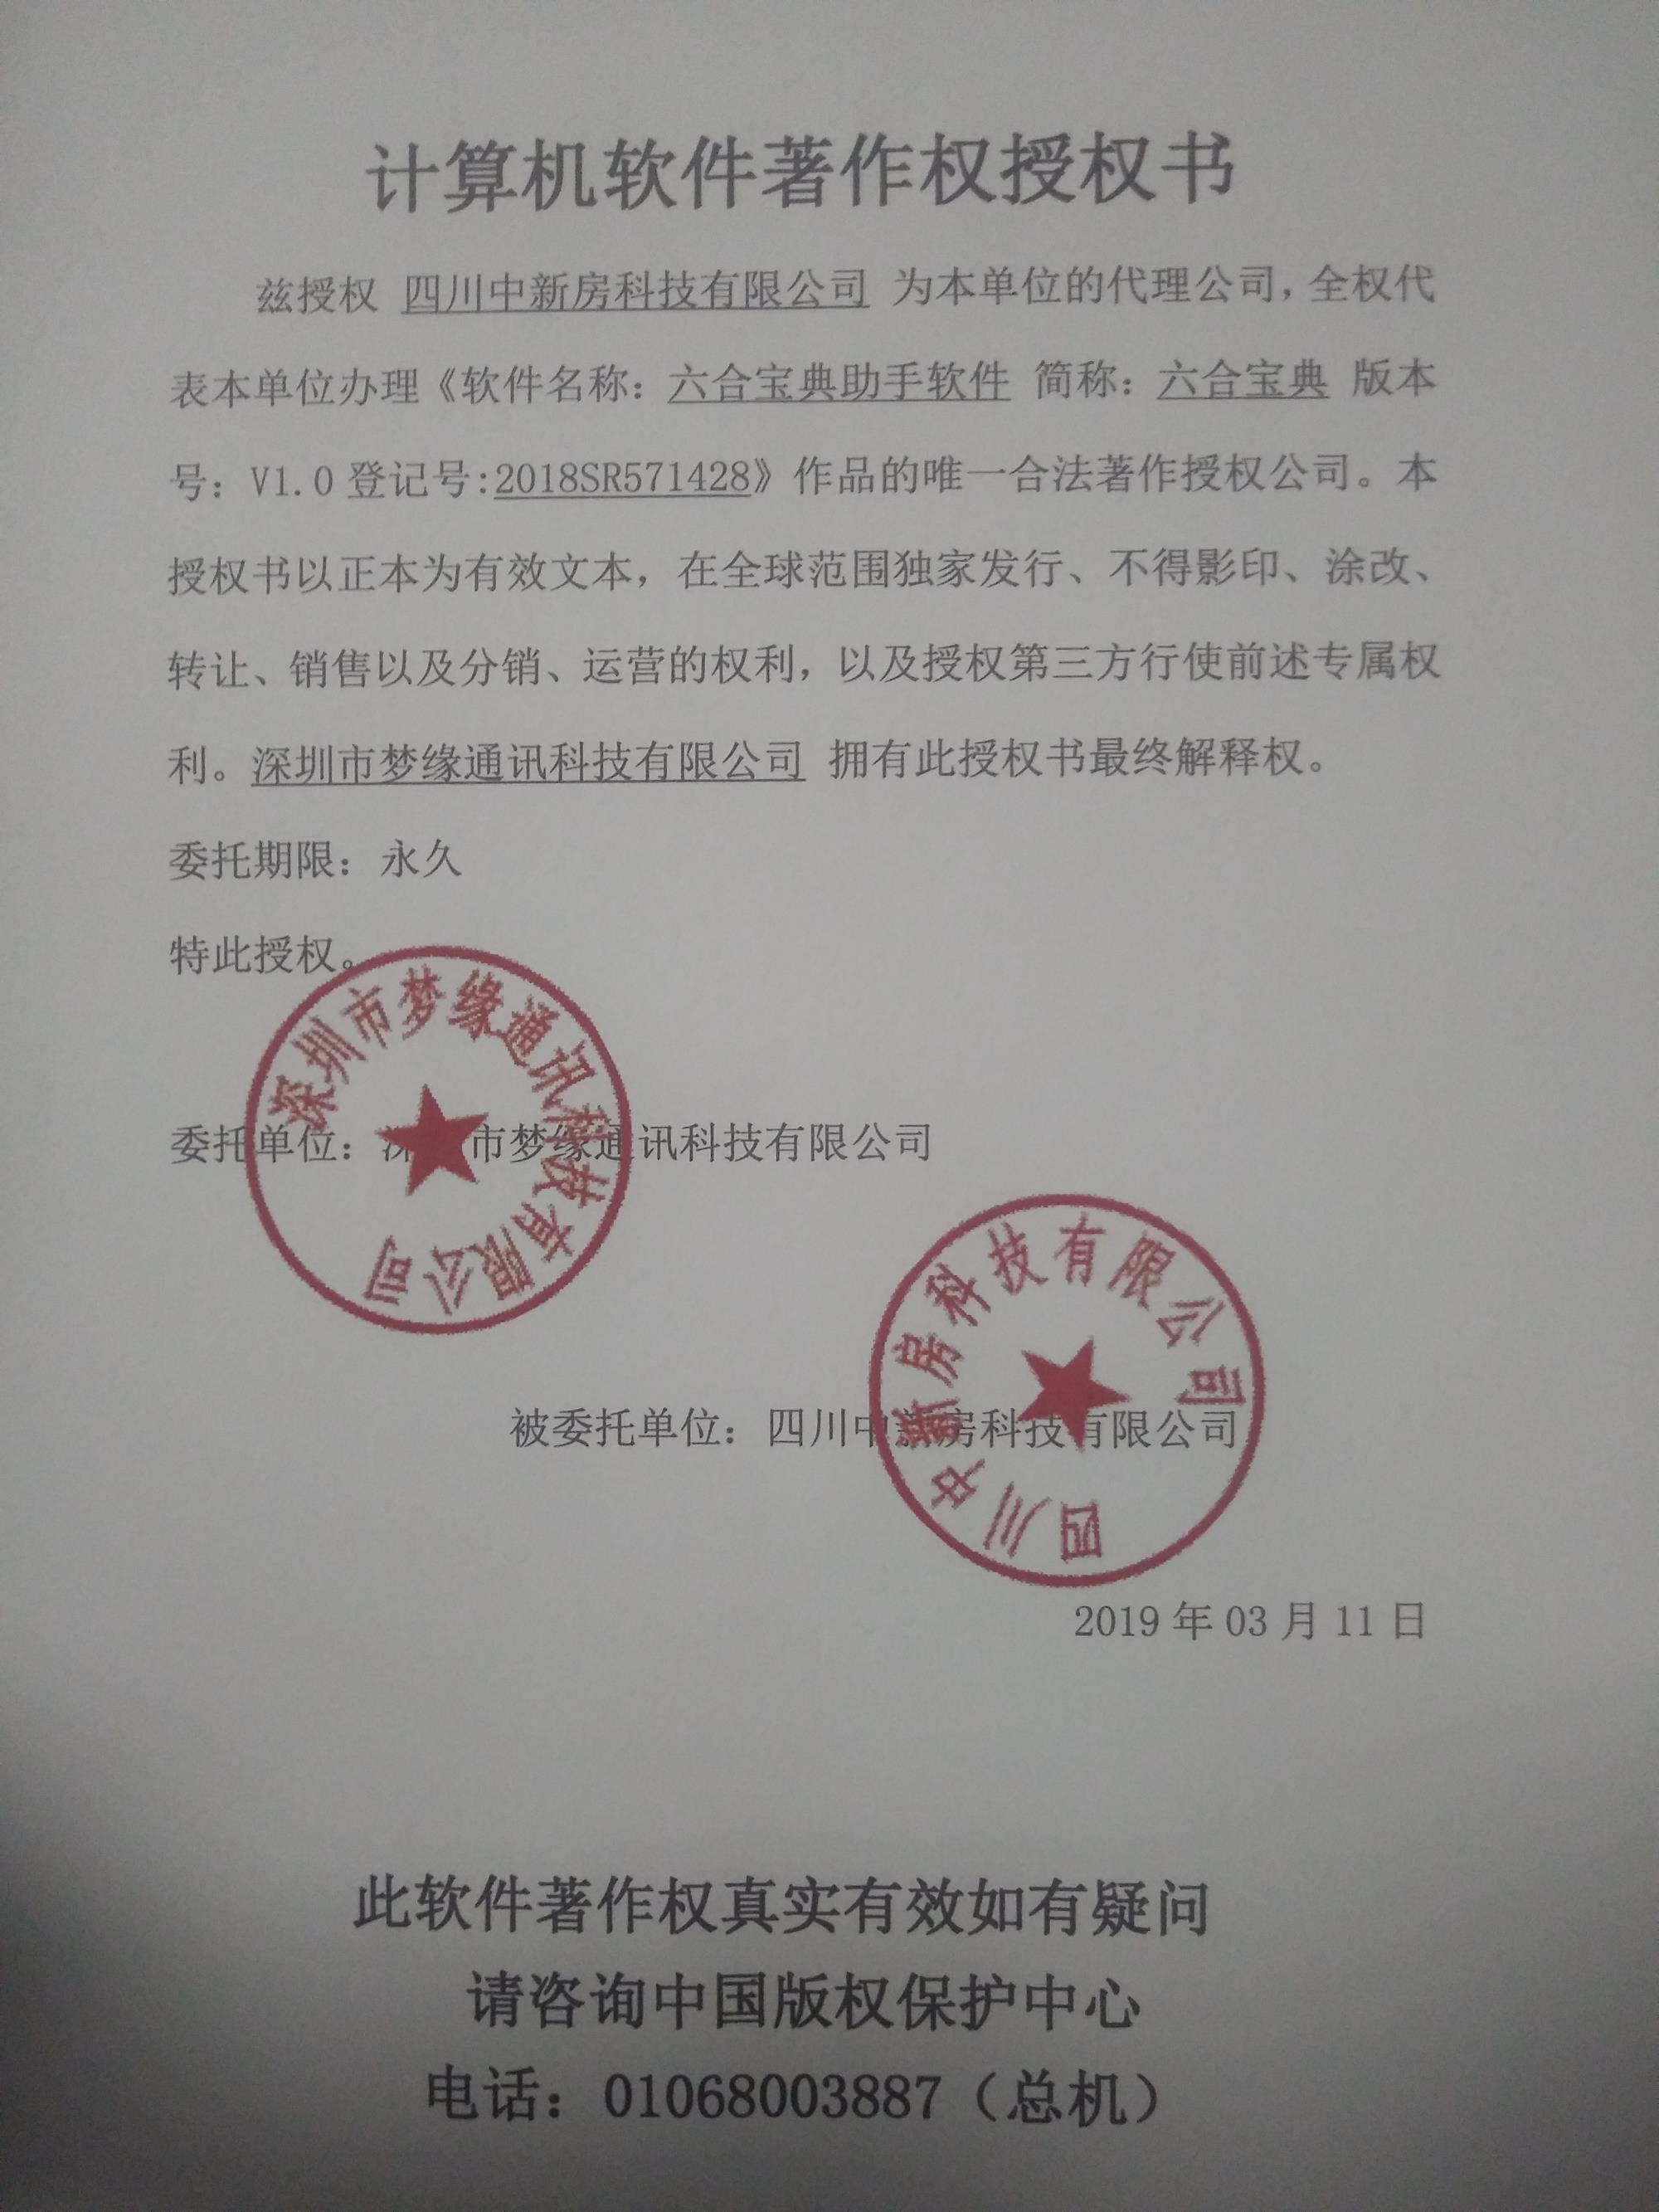 计算机软件著作权授权书
兹授权 四川中新房科技有限公司 为本单位的代理公司，全权代
表本单位办理《软件名称：六合宝典助手软件 简称：六合宝典 版本
号：V1.0 登记号:2018SR571428》作品的唯一合法著作授权公司。本
授权书以正本为有效文本，在全球范围独家发行、不得影印、涂改、
转让、销售以及分销、运营的权利，以及授权第三方行使前述专属权
利。深圳市梦缘通讯科技有限公司 拥有此授权书最终解释权。
委托期限：永久
特此授权。
深圳市梦缘通讯科技有限公司
委托单位：深圳市梦缘通讯科技有限公司
四川中新房科技有限公司
被委托单位：四川中新房科技有限公司
2019 年 03 月 11 日
此软件著作权真实有效如有疑问
请咨询中国版权保护中心
电话：01068003887（总机）